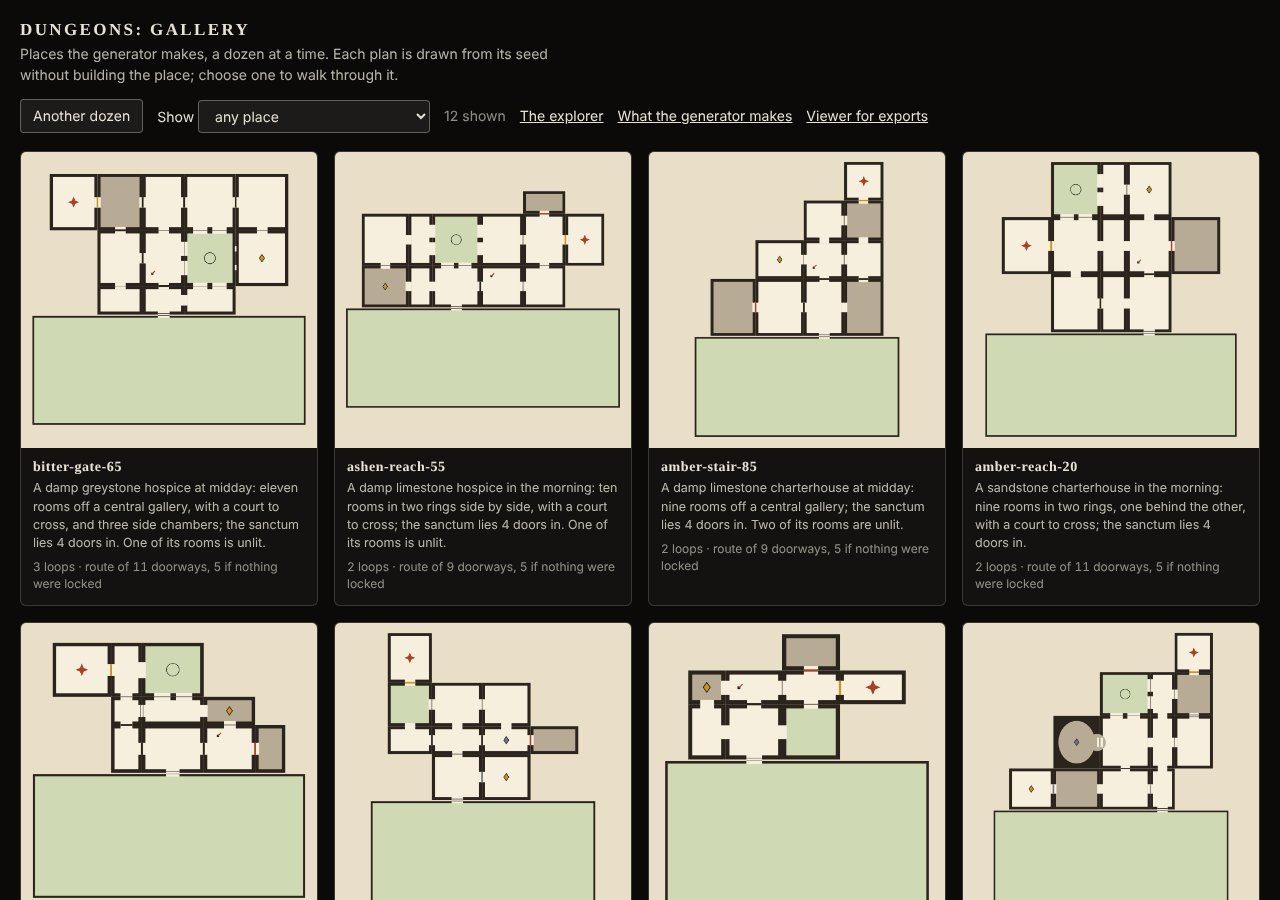 DUNGEONS: GALLERY
Places the generator makes, a dozen at a time. Each plan is drawn from its seed
without building the place; choose one to walk through it.
Another dozen Show any place 12 shown The explorer What the generator makes Viewer for exports
bitter-gate-65
A damp greystone hospice at midday: eleven
rooms off a central gallery, with a court to
cross, and three side chambers; the sanctum
lies 4 doors in. One of its rooms is unlit.
3 loops · route of 11 doorways, 5 if nothing
were locked
ashen-reach-55
A damp limestone hospice in the morning: ten
rooms in two rings side by side, with a court
to cross; the sanctum lies 4 doors in. One of
its rooms is unlit.
2 loops · route of 9 doorways, 5 if nothing were
locked
amber-stair-85
A damp limestone charterhouse at midday:
nine rooms off a central gallery; the sanctum
lies 4 doors in. Two of its rooms are unlit.
2 loops · route of 9 doorways, 5 if nothing were
locked
amber-reach-20
A sandstone charterhouse in the morning:
nine rooms in two rings, one behind the other,
with a court to cross; the sanctum lies 4
doors in.
2 loops · route of 11 doorways, 5 if nothing
were locked